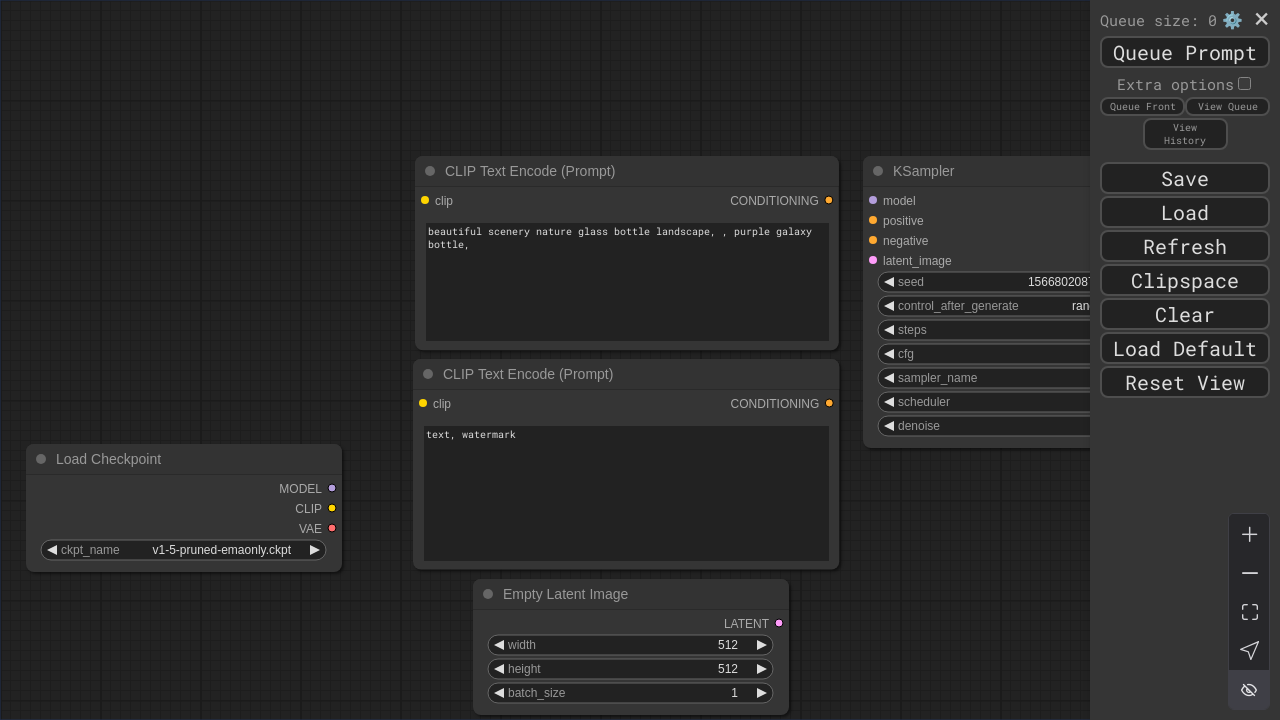 Queue size: 0
Queue Prompt
Extra options
Queue Front
View Queue
View
History
Save
Load
Refresh
Clipspace
Clear
Load Default
Reset View
CLIP Text Encode (Prompt)
clip
CONDITIONING
beautiful scenery nature glass bottle landscape, , purple galaxy
bottle,
KSampler
model
positive
negative
latent_image
seed
control_after_generate
steps
cfg
sampler_name
scheduler
denoise
CLIP Text Encode (Prompt)
clip
CONDITIONING
text, watermark
Load Checkpoint
MODEL
CLIP
VAE
ckpt_name v1-5-pruned-emaonly.ckpt
Empty Latent Image
LATENT
width 512
height 512
batch_size 1